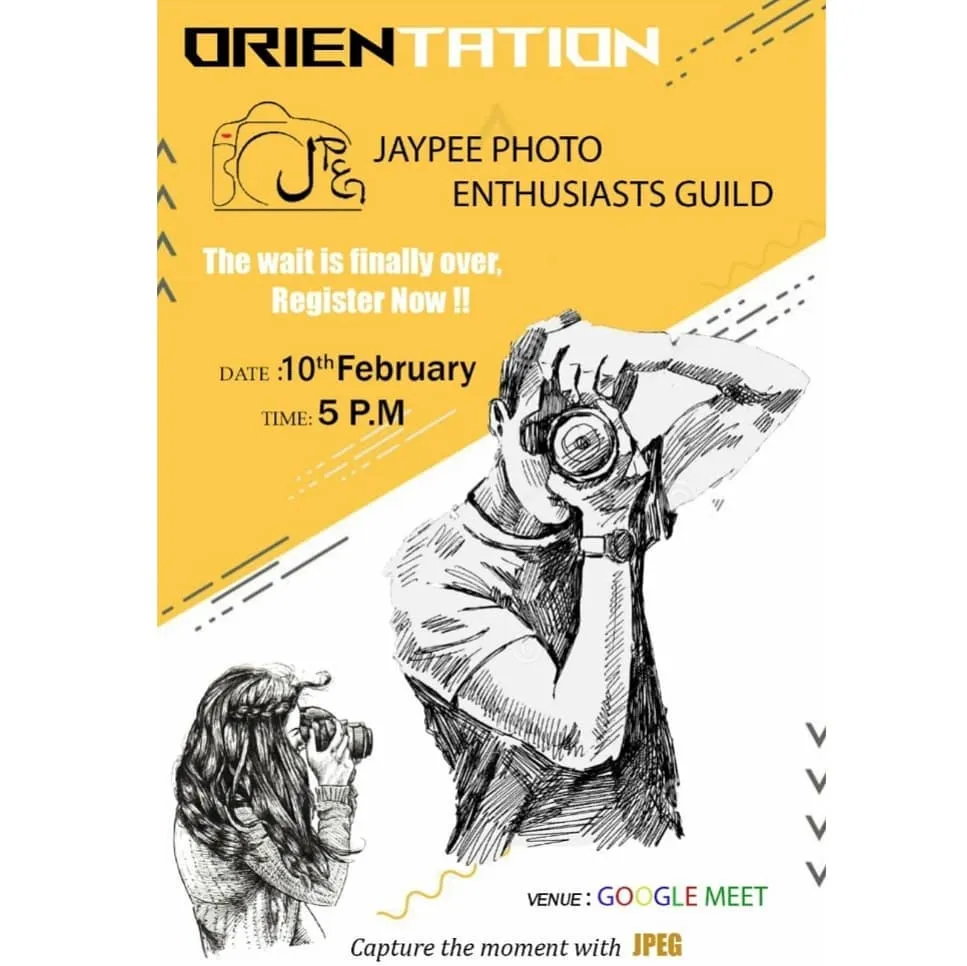 ORIENTATION
JPEG
JAYPEE PHOTO
ENTHUSIASTS GUILD
The wait is finally over,
Register Now !!
DATE :10th February
TIME: 5 P.M
VENUE : GOOGLE MEET
Capture the moment with JPEG